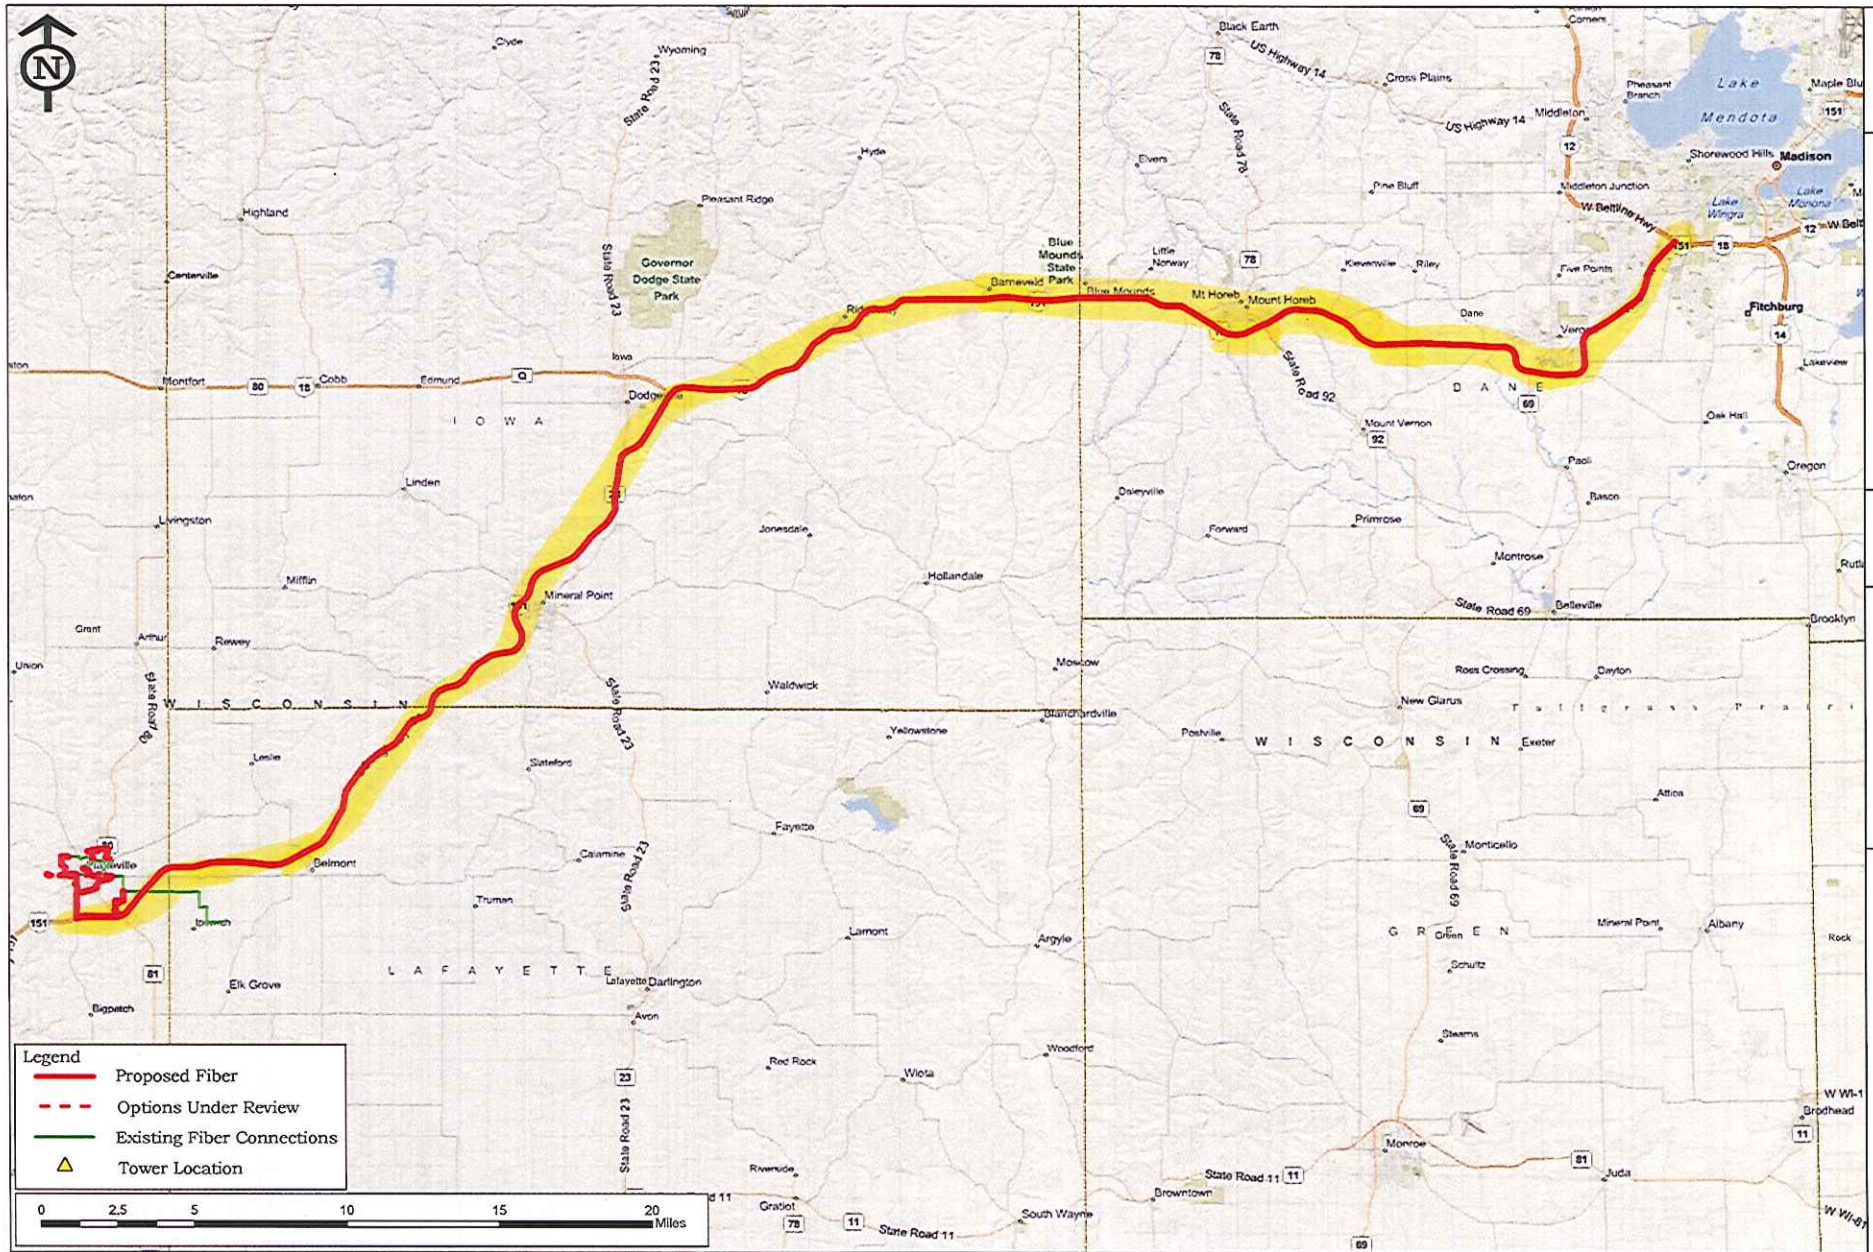 N
Clyde
Wyoming
State Road 23
Black Earth
78
US Highway 14
Cross Plains
Corners
Pheasant
Branch
Lake
Mendota
Maple Blu
151
State Road 78
US Highway 14
Middleton
12
Hyde
Elvers
Shorewood Hills
Madison
Pine Bluff
Middleton Junction
Pleasant Ridge
Lake
Wingra
Lake
Monona
Highland
W Beltline Hwy
12
W Belt
Governor
Dodge State
Park
State Road 23
Blue
Mounds
State
Park
Little
Norway
78
Klevenville
Riley
Five Points
151
18
Centerville
Barneveld
Blue Mounds
Mt Horeb
Mount Horeb
Dane
Fitchburg
14
Iowa
State Road 92
Lakeview
Montfort
80
18
Cobb
Edmund
Q
I O W A
D A N E
69
Mount Vernon
92
Oak Hall
Linden
Paoli
Oregon
Livingston
Daleyville
Basco
Jonesdale
Forward
Primrose
Montrose
Mifflin
Hollandale
Mineral Point
State Road 69
Belleville
Brooklyn
Grant
Arthur
Rewey
Union
Moscow
Ross Crossing
Dayton
State Road 80
W I S C O N S I N
State Road 23
Waldwick
New Glarus
Tallgrass Prairi
Blanchardville
Yellowstone
Postville
W I S C O N S I N
Exeter
Leslie
Slateford
Attica
69
Fayette
State Road 69
Monticello
80
Calamine
State Road 23
Belmont
Truman
151
Lamont
Argyle
G R E E N
Green
Mineral Point
Albany
Rock
81
L A F A Y E T T E
Lafayette
Darlington
Schultz
Elk Grove
Bigpatch
Avon
Stearns
Woodford
Legend
Proposed Fiber
Options Under Review
Existing Fiber Connections
Tower Location
23
State Road 23
Red Rock
Wiota
W WI-1
Brodhead
11
Monroe
81
Juda
Riverside
State Road 11
11
Browntown
0 2.5 5 10 15 20
Miles
d 11
Gratiot
78
11
State Road 11
South Wayne
69
W WI-81